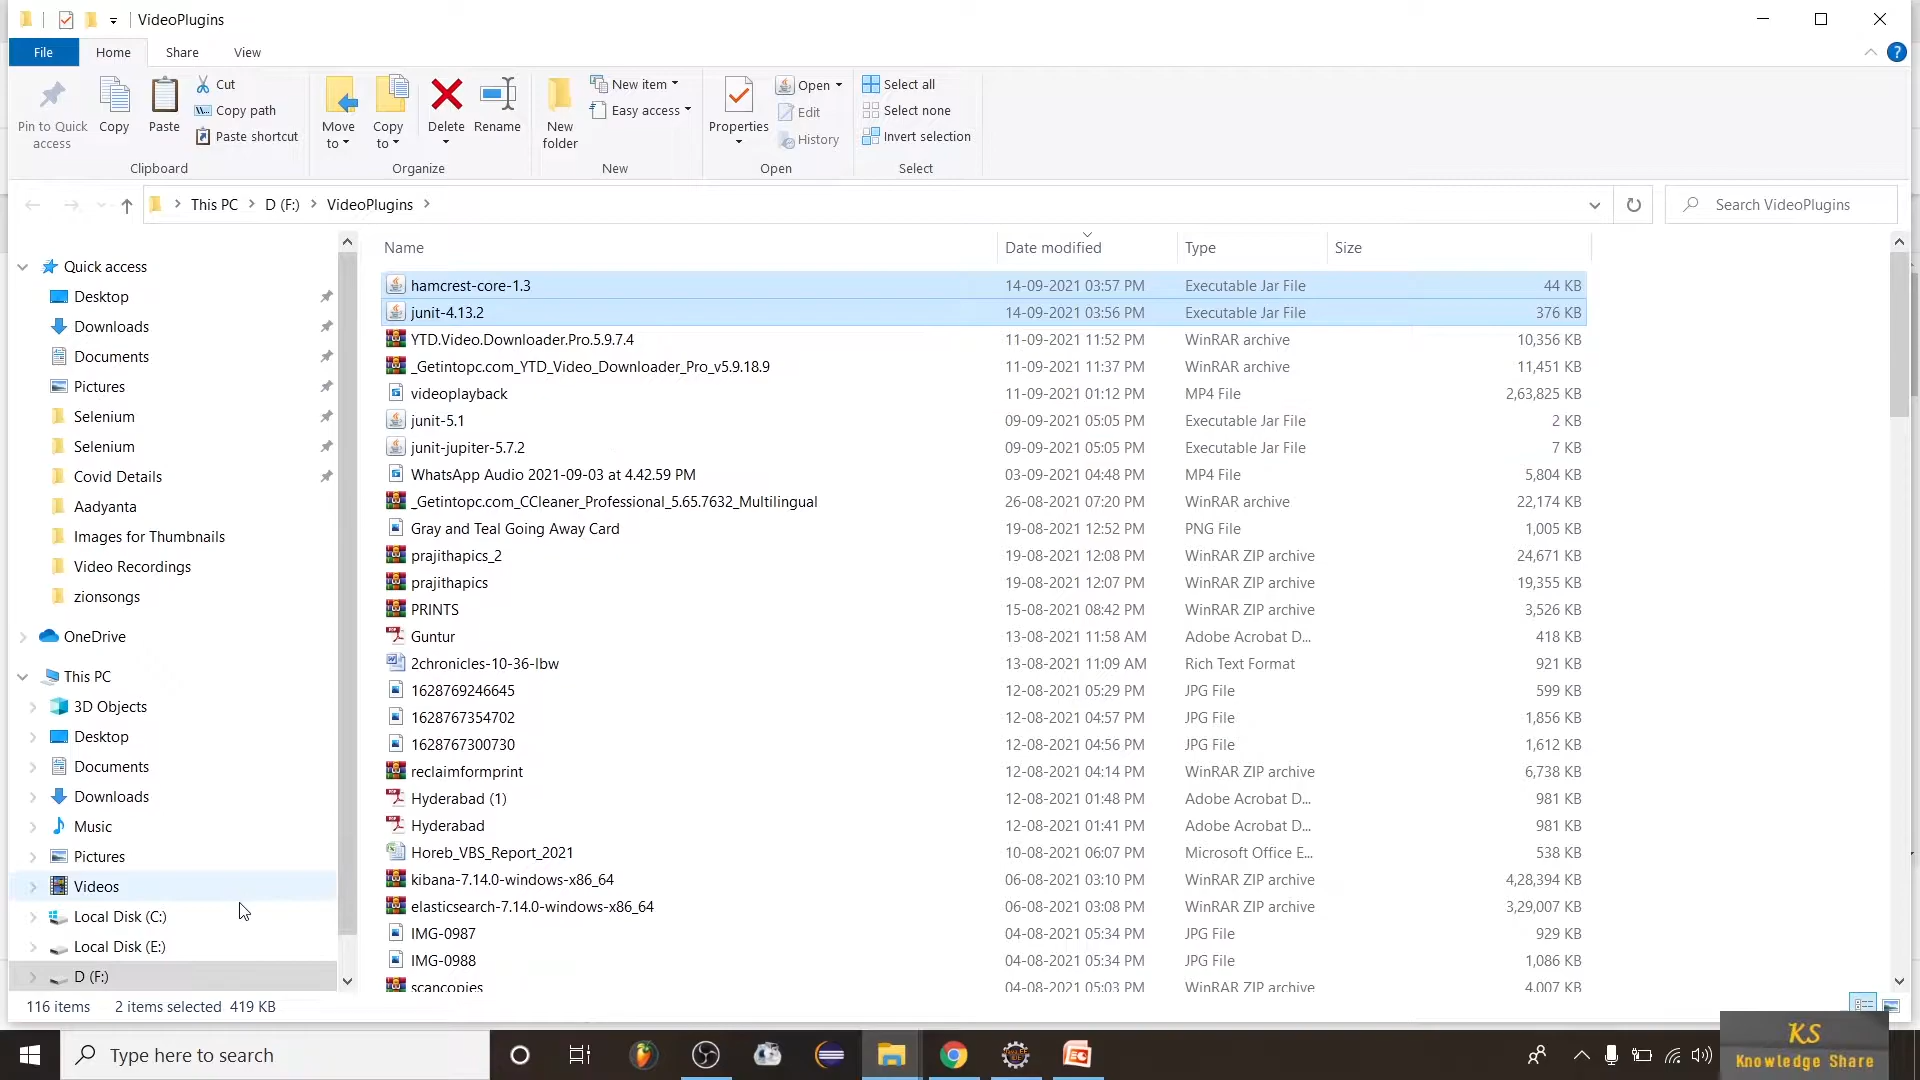 VideoPlugins
File
Home
Share
View
Pin to Quick access
Copy
Paste
Cut
Copy path
Paste shortcut
Clipboard
Move to
Copy to
Delete
Rename
Organize
New folder
New item
Easy access
New
Properties
Open
Edit
History
Open
Select all
Select none
Invert selection
Select
This PC
D (F:)
VideoPlugins
Search VideoPlugins
Name
Date modified
Type
Size
Quick access
Desktop
Downloads
Documents
Pictures
Selenium
Selenium
Covid Details
Aadyanta
Images for Thumbnails
Video Recordings
zionsongs
OneDrive
This PC
3D Objects
Desktop
Documents
Downloads
Music
Pictures
Videos
Local Disk (C:)
Local Disk (E:)
D (F:)
hamcrest-core-1.3 14-09-2021 03:57 PM Executable Jar File 44 KB
junit-4.13.2 14-09-2021 03:56 PM Executable Jar File 376 KB
YTD.Video.Downloader.Pro.5.9.7.4 11-09-2021 11:52 PM WinRAR archive 10,356 KB
_Getintopc.com_YTD_Video_Downloader_Pro_v5.9.18.9 11-09-2021 11:37 PM WinRAR archive 11,451 KB
videoplayback 11-09-2021 01:12 PM MP4 File 2,63,825 KB
junit-5.1 09-09-2021 05:05 PM Executable Jar File 2 KB
junit-jupiter-5.7.2 09-09-2021 05:05 PM Executable Jar File 7 KB
WhatsApp Audio 2021-09-03 at 4.42.59 PM 03-09-2021 04:48 PM MP4 File 5,804 KB
_Getintopc.com_CCleaner_Professional_5.65.7632_Multilingual 26-08-2021 07:20 PM WinRAR archive 22,174 KB
Gray and Teal Going Away Card 19-08-2021 12:52 PM PNG File 1,005 KB
prajithapics_2 19-08-2021 12:08 PM WinRAR ZIP archive 24,671 KB
prajithapics 19-08-2021 12:07 PM WinRAR ZIP archive 19,355 KB
PRINTS 15-08-2021 08:42 PM WinRAR ZIP archive 3,526 KB
Guntur 13-08-2021 11:58 AM Adobe Acrobat D... 418 KB
2chronicles-10-36-lbw 13-08-2021 11:09 AM Rich Text Format 921 KB
1628769246645 12-08-2021 05:29 PM JPG File 599 KB
1628767354702 12-08-2021 04:57 PM JPG File 1,856 KB
1628767300730 12-08-2021 04:56 PM JPG File 1,612 KB
reclaimformprint 12-08-2021 04:14 PM WinRAR ZIP archive 6,738 KB
Hyderabad (1) 12-08-2021 01:48 PM Adobe Acrobat D... 981 KB
Hyderabad 12-08-2021 01:41 PM Adobe Acrobat D... 981 KB
Horeb_VBS_Report_2021 10-08-2021 06:07 PM Microsoft Office E... 538 KB
kibana-7.14.0-windows-x86_64 06-08-2021 03:10 PM WinRAR archive 4,28,394 KB
elasticsearch-7.14.0-windows-x86_64 06-08-2021 03:08 PM WinRAR archive 3,29,007 KB
IMG-0987 04-08-2021 05:34 PM JPG File 929 KB
IMG-0988 04-08-2021 05:34 PM JPG File 1,086 KB
scancopies 04-08-2021 05:03 PM WinRAR ZIP archive 4,007 KB
116 items 2 items selected 419 KB
Type here to search
KS
Knowledge Share